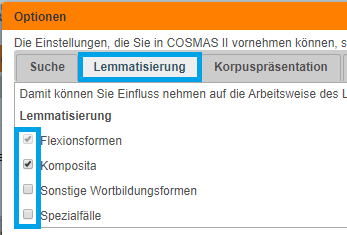 Optionen
Die Einstellungen, die Sie in COSMAS II vornehmen können, s
Suche Lemmatisierung Korpuspräsentation
Damit können Sie Einfluss nehmen auf die Arbeitsweise des L
Lemmatisierung
Flexionsformen
Komposita
Sonstige Wortbildungsformen
Spezialfälle